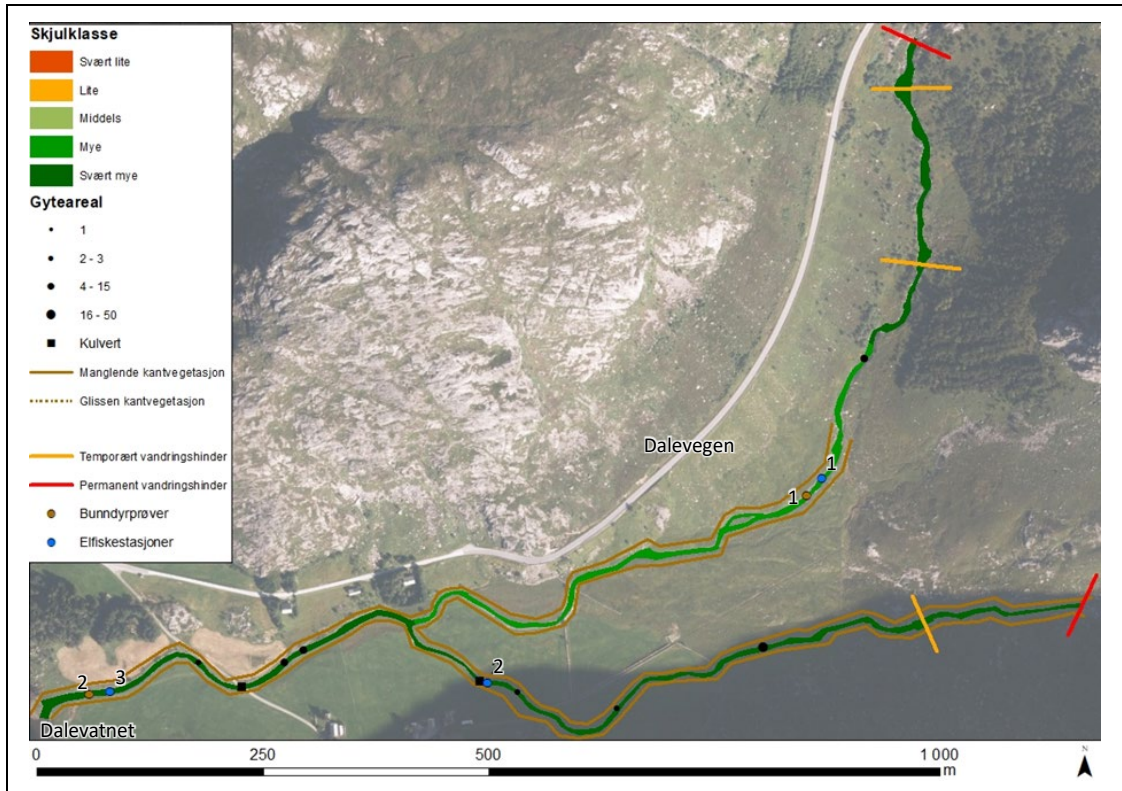 Skjulklasse
Svært lite
Lite
Middels
Mye
Svært mye
Gyteareal
1
2 - 3
4 - 15
16 - 50
Kulvert
Manglende kantvegetasjon
Glissen kantvegetasjon
Temporært vandringshinder
Permanent vandringshinder
Bunndyrprøver
Elfiskestasjoner
Dalevegen
1
1
2
2
3
Dalevatnet
0 250 500 1 000
m
N